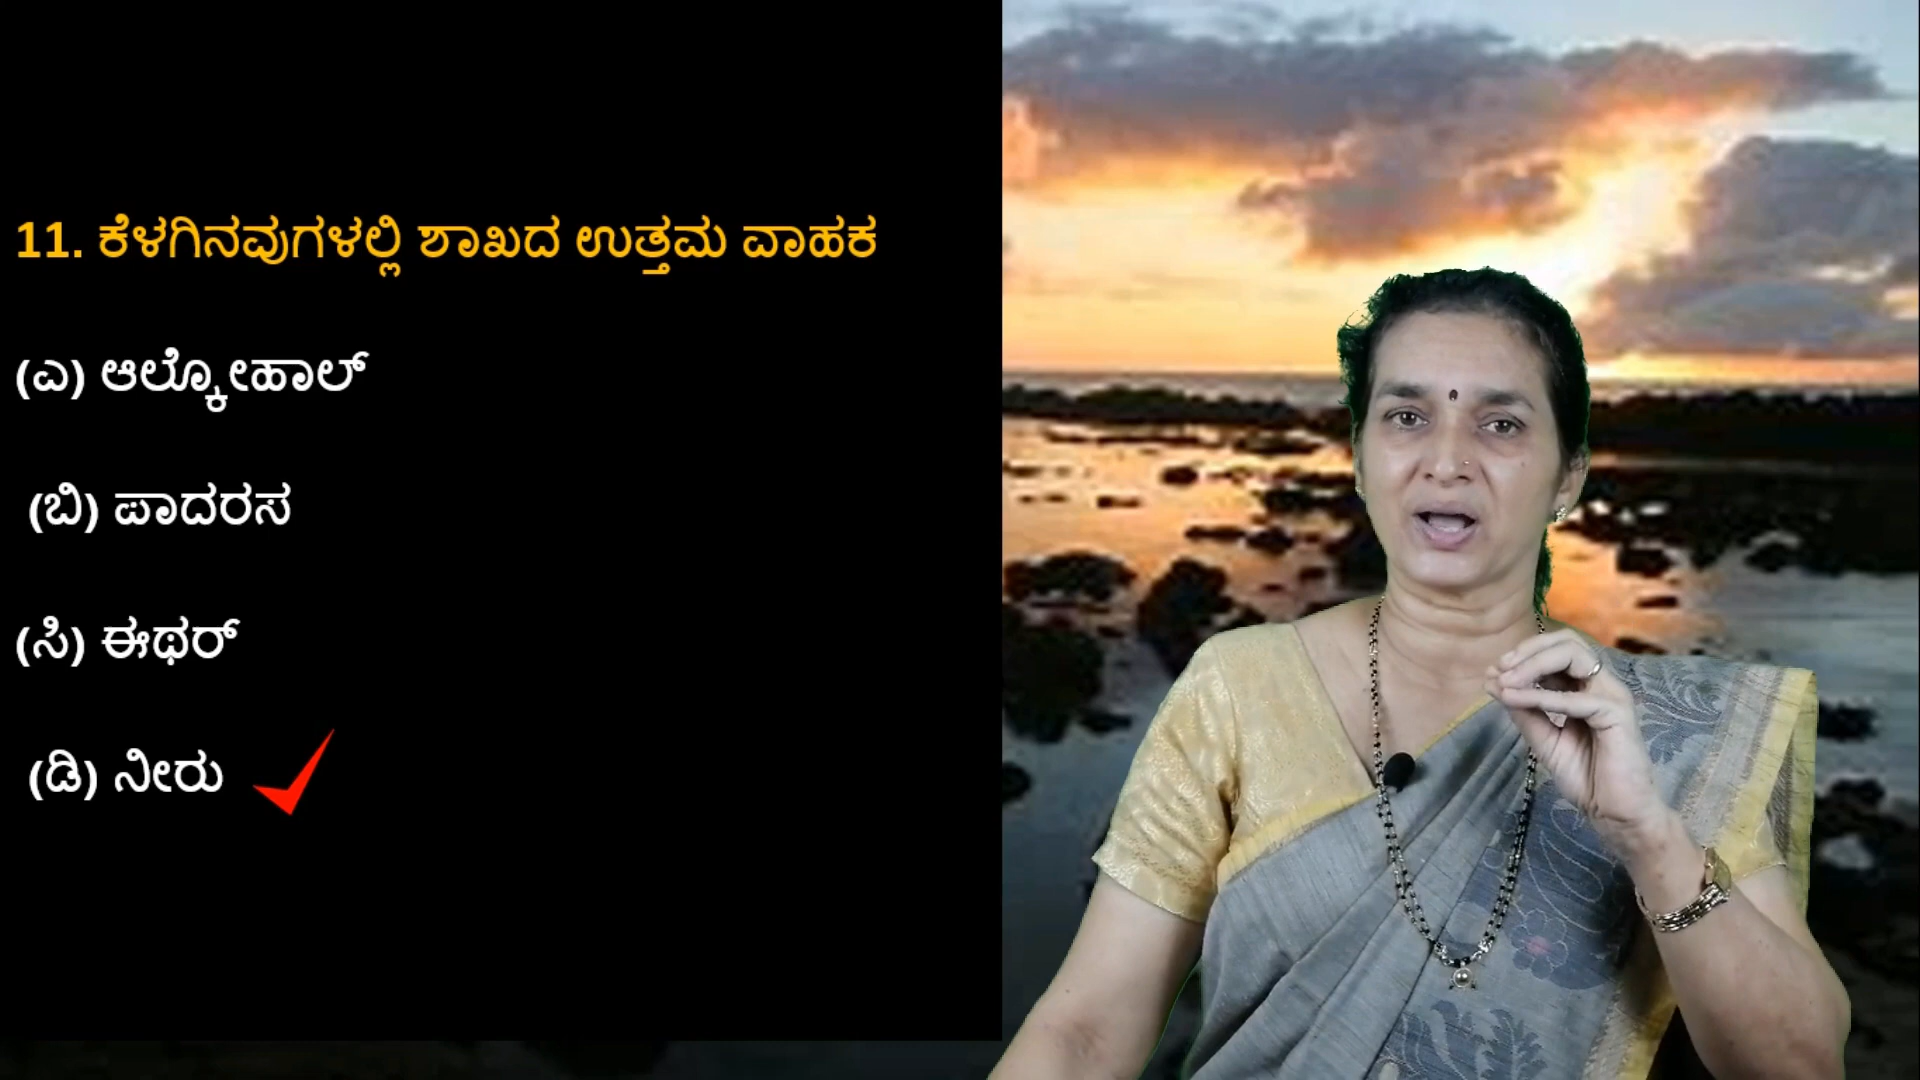 11. ಕೆಳಗಿನವುಗಳಲ್ಲಿ ಶಾಖದ ಉತ್ತಮ ವಾಹಕ
(ಎ) ಆಲ್ಕೋಹಾಲ್
(ಬಿ) ಪಾದರಸ
(ಸಿ) ಈಥರ್
(ಡಿ) ನೀರು